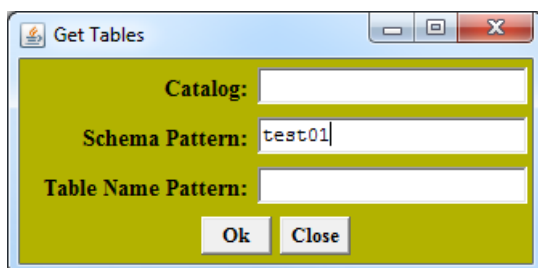 Get Tables
Catalog:
Schema Pattern: test01
Table Name Pattern:
Ok Close